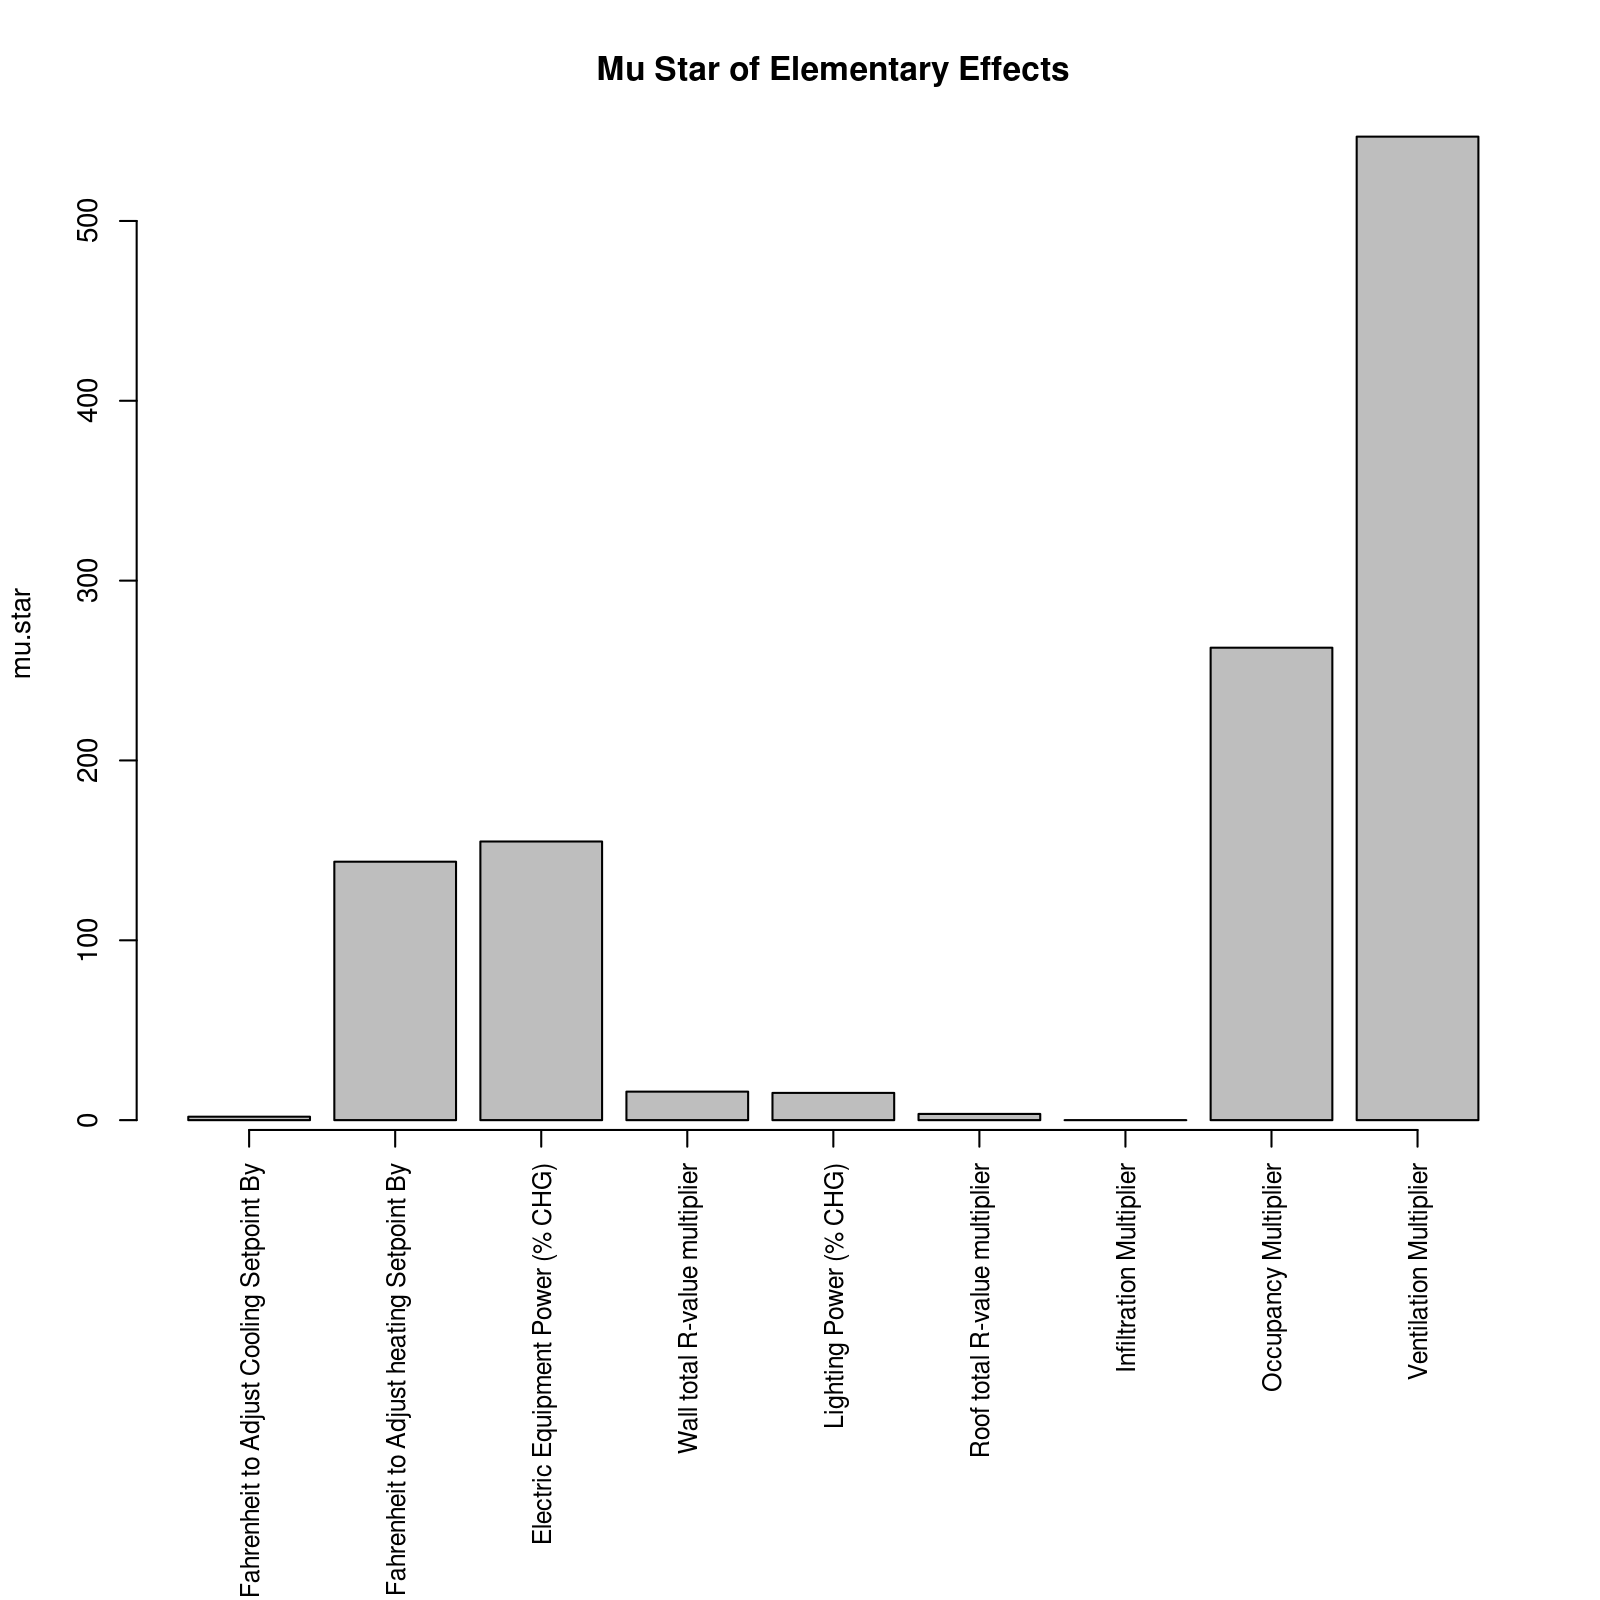 Mu Star of Elementary Effects
mu.star
500
400
300
200
100
0
Fahrenheit to Adjust Cooling Setpoint By
Fahrenheit to Adjust heating Setpoint By
Electric Equipment Power (% CHG)
Wall total R-value multiplier
Lighting Power (% CHG)
Roof total R-value multiplier
Infiltration Multiplier
Occupancy Multiplier
Ventilation Multiplier